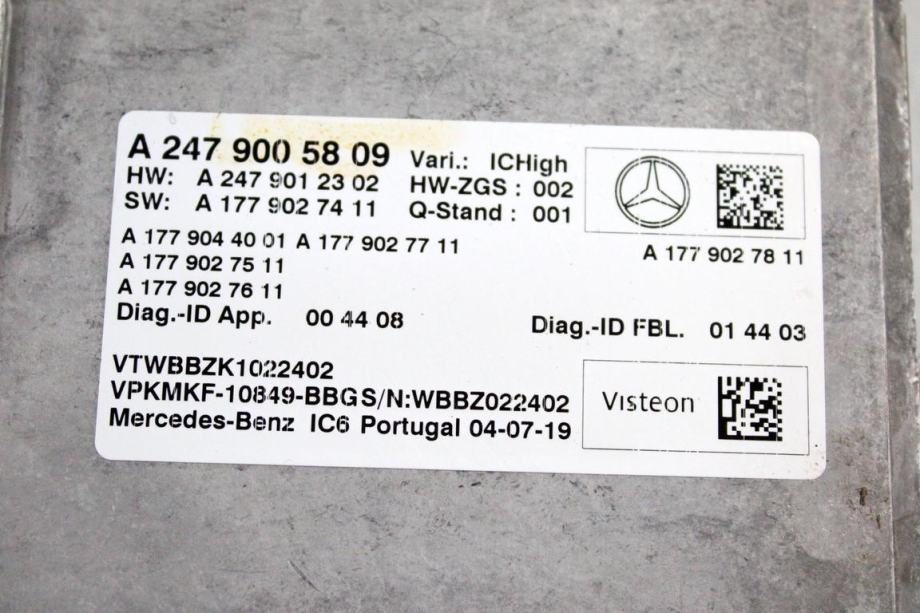 A 247 900 58 09 Vari.: ICHigh
HW: A 247 901 23 02 HW-ZGS : 002
SW: A 177 902 74 11 Q-Stand : 001
A 177 904 40 01 A 177 902 77 11 A 177 902 78 11
A 177 902 75 11
A 177 902 76 11
Diag.-ID App. 00 44 08 Diag.-ID FBL. 01 44 03
VTWBBZK1022402
VPKMKF-10849-BBGS/N:WBBZ022402
Mercedes-Benz IC6 Portugal 04-07-19
Visteon